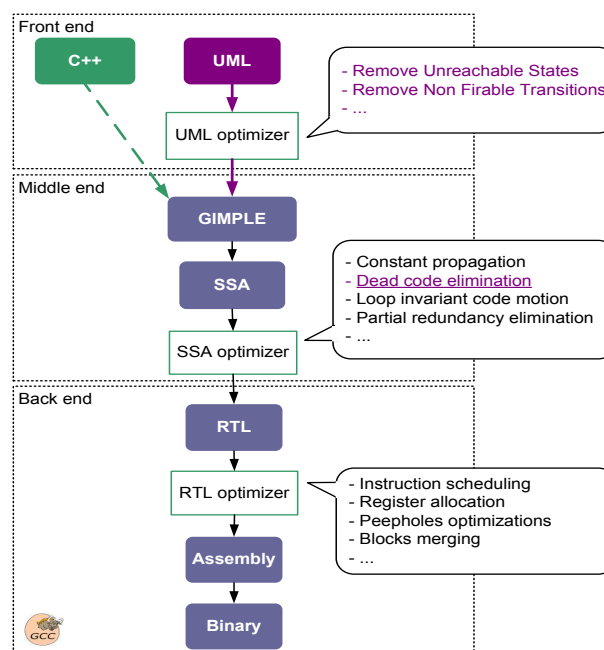 Front end
C++
UML
- Remove Unreachable States
- Remove Non Firable Transitions
- ...
UML optimizer
Middle end
GIMPLE
SSA
- Constant propagation
- Dead code elimination
- Loop invariant code motion
- Partial redundancy elimination
- ...
SSA optimizer
Back end
RTL
RTL optimizer
- Instruction scheduling
- Register allocation
- Peepholes optimizations
- Blocks merging
- ...
Assembly
Binary
GCC